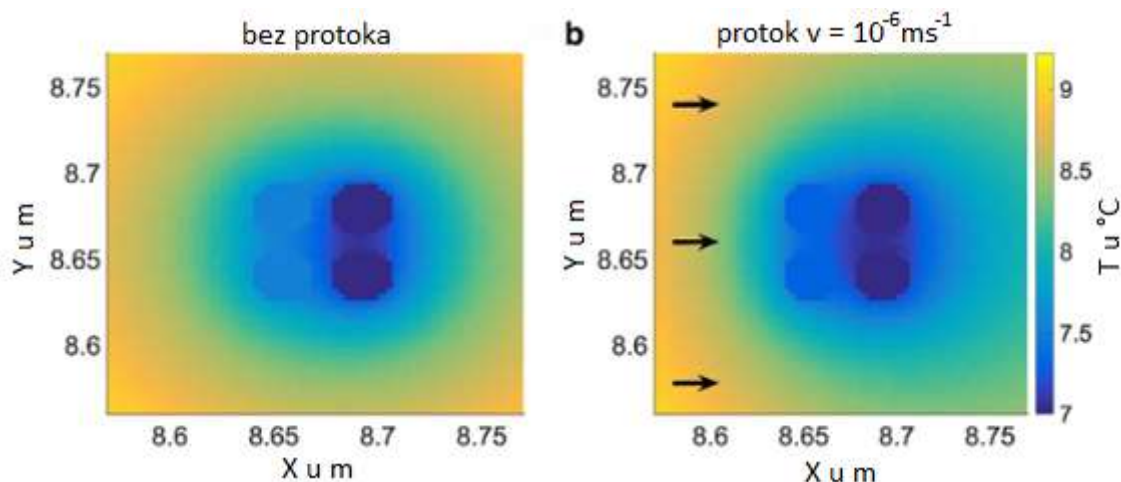 bez protoka
8.75
8.7
8.65
8.6
Y u m
8.6 8.65 8.7 8.75
X u m
b
protok v = 10⁻⁶ms⁻¹
8.75
8.7
8.65
8.6
Y u m
8.6 8.65 8.7 8.75
X u m
9
8.5
8
7.5
7
T u °C